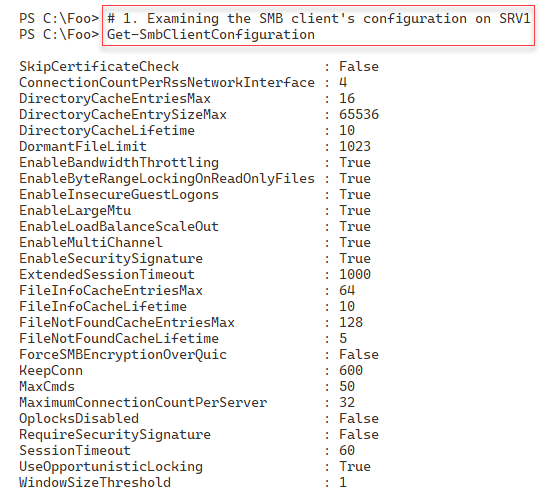 PS C:\Foo> # 1. Examining the SMB client's configuration on SRV1
PS C:\Foo> Get-SmbClientConfiguration
SkipCertificateCheck : False
ConnectionCountPerRssNetworkInterface : 4
DirectoryCacheEntriesMax : 16
DirectoryCacheEntrySizeMax : 65536
DirectoryCacheLifetime : 10
DormantFileLimit : 1023
EnableBandwidthThrottling : True
EnableByteRangeLockingOnReadOnlyFiles : True
EnableInsecureGuestLogons : True
EnableLargeMtu : True
EnableLoadBalanceScaleOut : True
EnableMultiChannel : True
EnableSecuritySignature : True
ExtendedSessionTimeout : 1000
FileInfoCacheEntriesMax : 64
FileInfoCacheLifetime : 10
FileNotFoundCacheEntriesMax : 128
FileNotFoundCacheLifetime : 5
ForceSMBEncryptionOverQuic : False
KeepConn : 600
MaxCmds : 50
MaximumConnectionCountPerServer : 32
OplocksDisabled : False
RequireSecuritySignature : False
SessionTimeout : 60
UseOpportunisticLocking : True
WindowSizeThreshold : 1